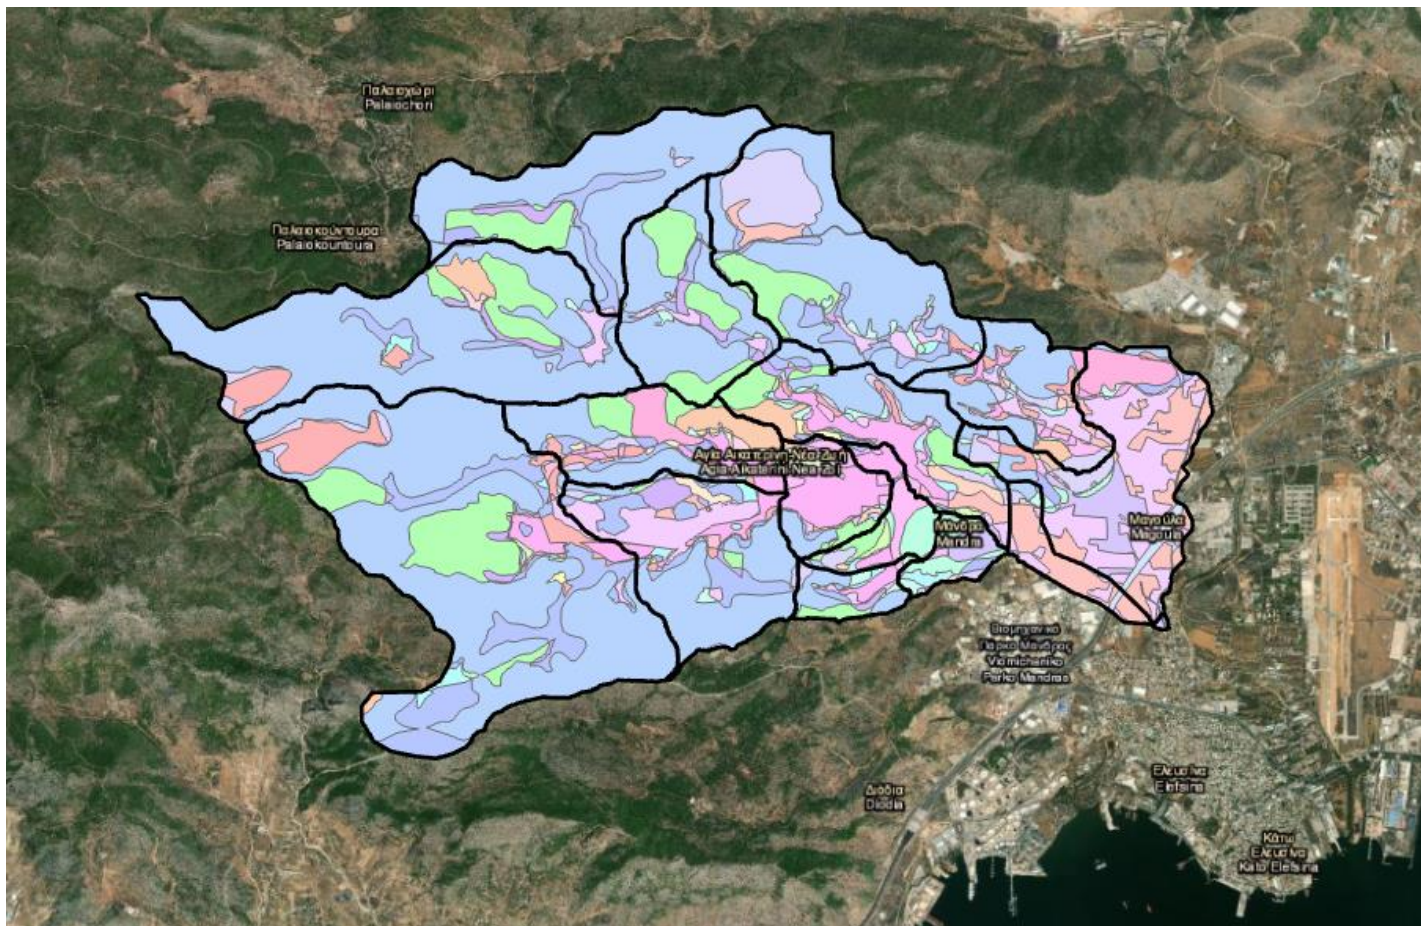 Παλαιοχώρι
Palaiochori
Παλαιοκούντουρα
Palaiokountoura
Αγία Αικατερίνη-Νέα Ζωή
Agia Aikaterini-Nea Zoi
Μάνδρα
Mandra
Μαγούλα
Magoula
Βιομηχανικό
Πάρκο Μάνδρας
Viomichaniko
Parko Mandras
Ελευσίνα
Elefsina
Διόδια
Diodia
Κάτω
Ελευσίνα
Kato Elefsina